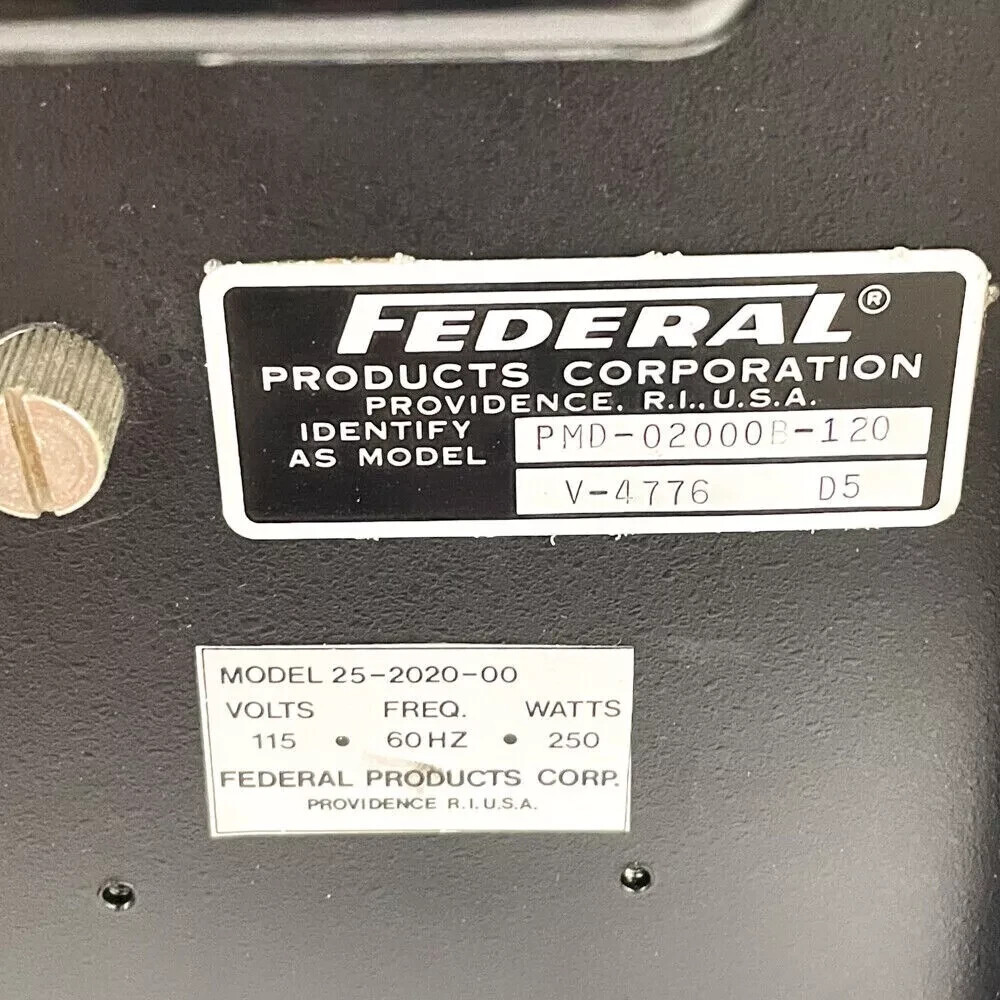 FEDERAL®
PRODUCTS CORPORATION
PROVIDENCE, R.I., U.S.A.
IDENTIFY
AS MODEL
PMD-02000B-120
V-4776 D5
MODEL 25-2020-00
VOLTS FREQ. WATTS
115 • 60HZ • 250
FEDERAL PRODUCTS CORP.
PROVIDENCE R.I.U.S.A.